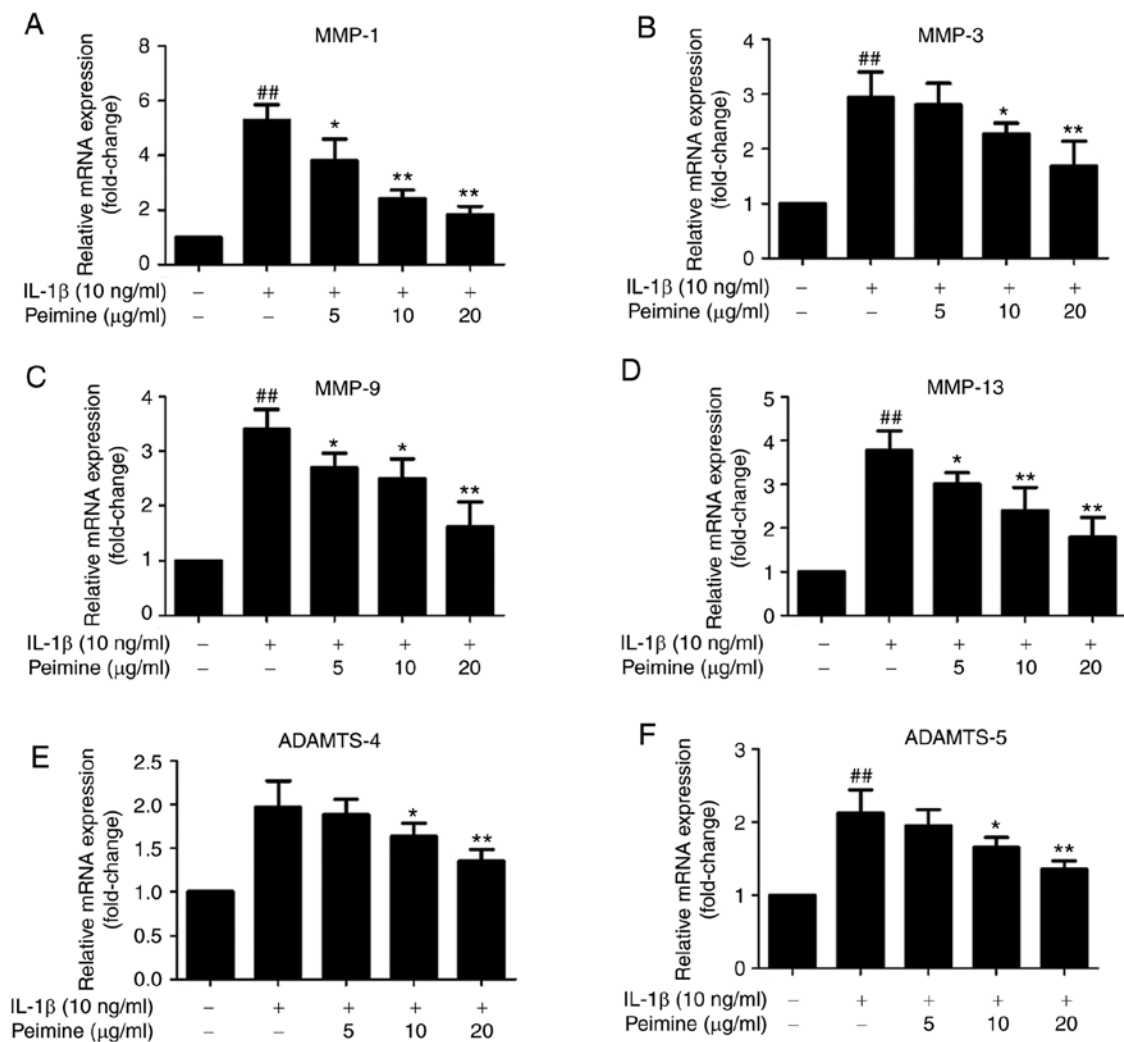 A
MMP-1
Relative mRNA expression
(fold-change)
8
6
4
2
0
##
*
**
**
IL-1β (10 ng/ml) – + + + +
Peimine (μg/ml) – – 5 10 20
B
MMP-3
Relative mRNA expression
(fold-change)
4
3
2
1
0
##
*
**
IL-1β (10 ng/ml) – + + + +
Peimine (μg/ml) – – 5 10 20
C
MMP-9
Relative mRNA expression
(fold-change)
4
3
2
1
0
##
*
*
**
IL-1β (10 ng/ml) – + + + +
Peimine (μg/ml) – – 5 10 20
D
MMP-13
Relative mRNA expression
(fold-change)
5
4
3
2
1
0
##
*
**
**
IL-1β (10 ng/ml) – + + + +
Peimine (μg/ml) – – 5 10 20
E
ADAMTS-4
Relative mRNA expression
(fold-change)
2.5
2.0
1.5
1.0
0.5
0.0
*
**
IL-1β (10 ng/ml) – + + + +
Peimine (μg/ml) – – 5 10 20
F
ADAMTS-5
Relative mRNA expression
(fold-change)
3
2
1
0
##
*
**
IL-1β (10 ng/ml) – + + + +
Peimine (μg/ml) – – 5 10 20